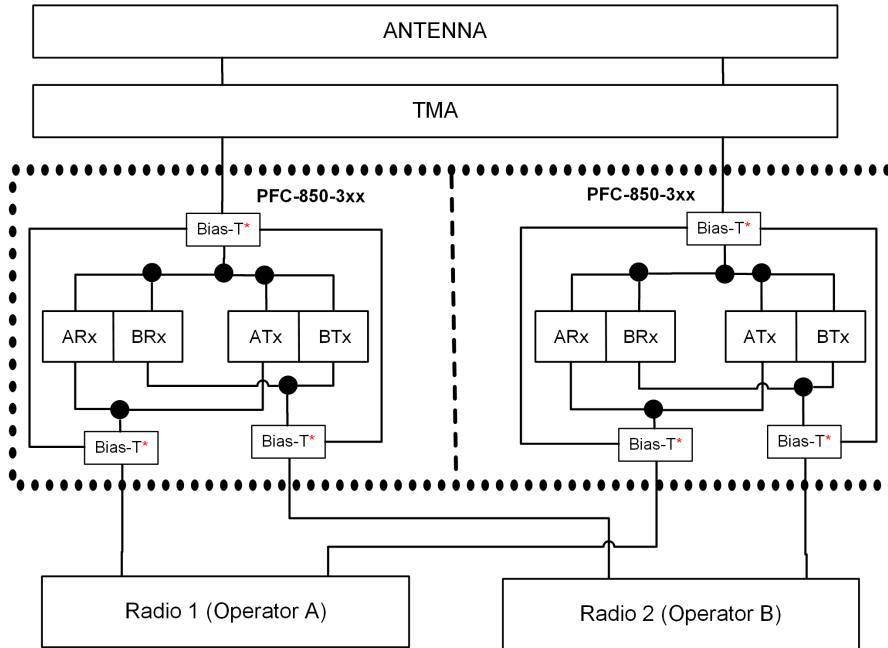 ANTENNA
TMA
PFC-850-3xx
PFC-850-3xx
Bias-T*
Bias-T*
ARx BRx ATx BTx
ARx BRx ATx BTx
Bias-T*
Bias-T*
Bias-T*
Bias-T*
Radio 1 (Operator A)
Radio 2 (Operator B)